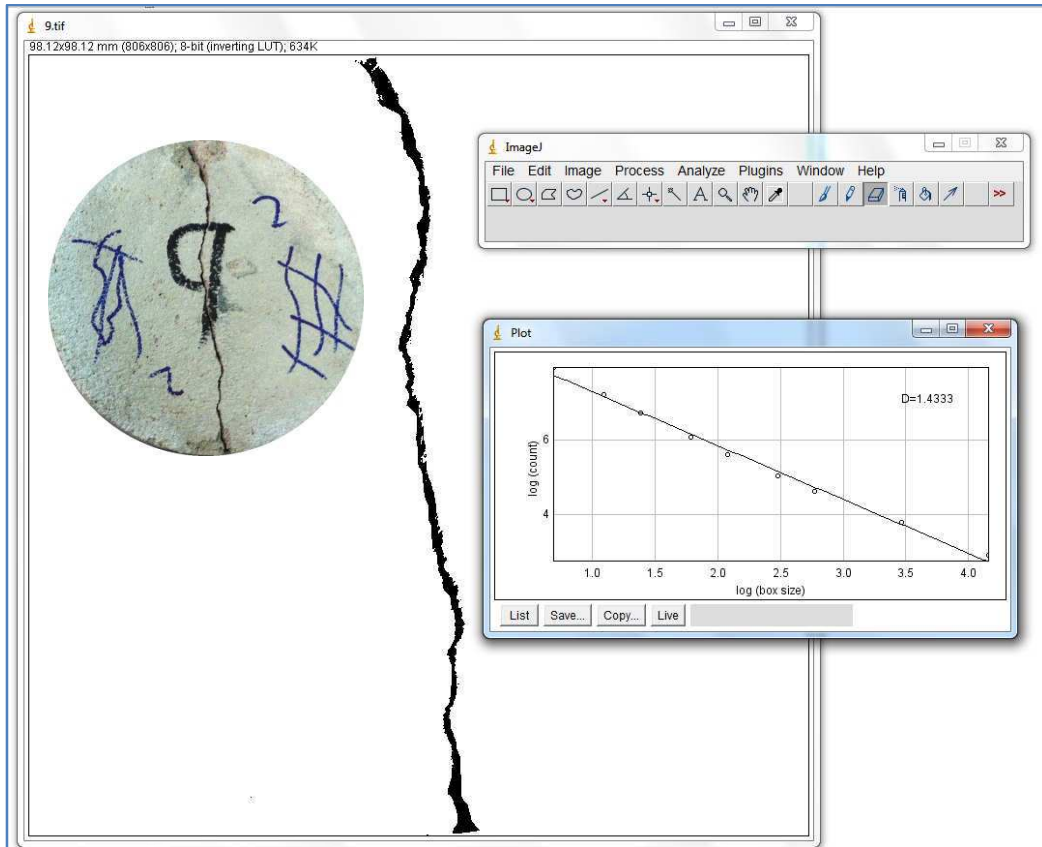 9.tif
98.12x98.12 mm (806x806); 8-bit (inverting LUT); 634K
ImageJ
File Edit Image Process Analyze Plugins Window Help
A >>
Plot
D=1.4333
log (count)
6
4
1.0 1.5 2.0 2.5 3.0 3.5 4.0
log (box size)
List Save... Copy... Live